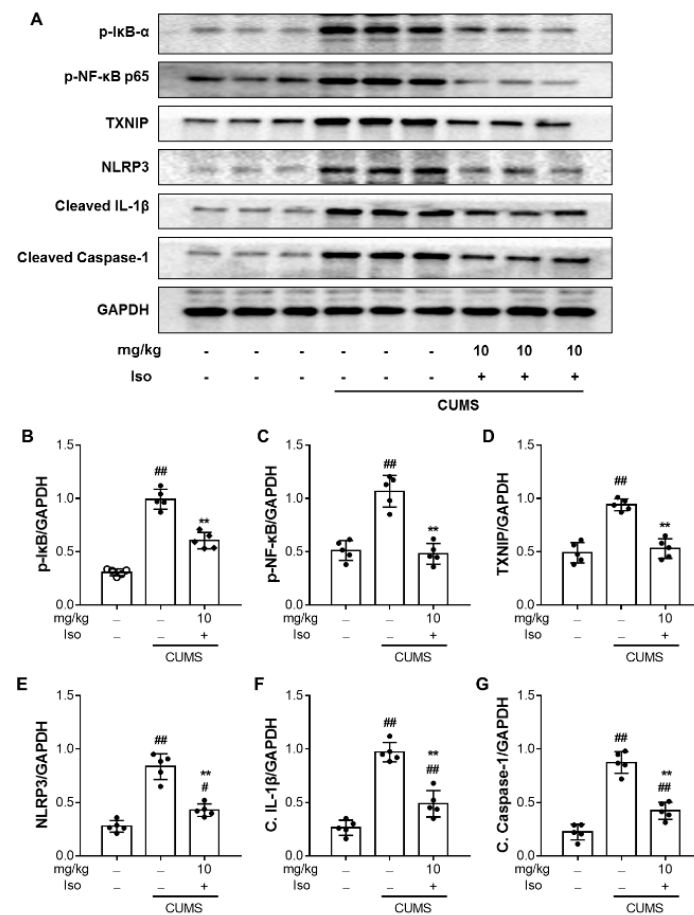 A
p-IκB-α
p-NF-κB p65
TXNIP
NLRP3
Cleaved IL-1β
Cleaved Caspase-1
GAPDH
mg/kg - - - - - - 10 10 10
Iso - - - - - - + + +
CUMS
B
p-IκB/GAPDH
1.5
1.0
0.5
0.0
##
**
mg/kg – – 10
Iso – – +
CUMS
C
p-NF-κB/GAPDH
1.5
1.0
0.5
0.0
##
**
mg/kg – – 10
Iso – – +
CUMS
D
TXNIP/GAPDH
1.5
1.0
0.5
0.0
##
**
mg/kg – – 10
Iso – – +
CUMS
E
NLRP3/GAPDH
1.5
1.0
0.5
0.0
##
**
#
mg/kg – – 10
Iso – – +
CUMS
F
C. IL-1β/GAPDH
1.5
1.0
0.5
0.0
##
**
##
mg/kg – – 10
Iso – – +
CUMS
G
C. Caspase-1/GAPDH
1.5
1.0
0.5
0.0
##
**
##
mg/kg – – 10
Iso – – +
CUMS